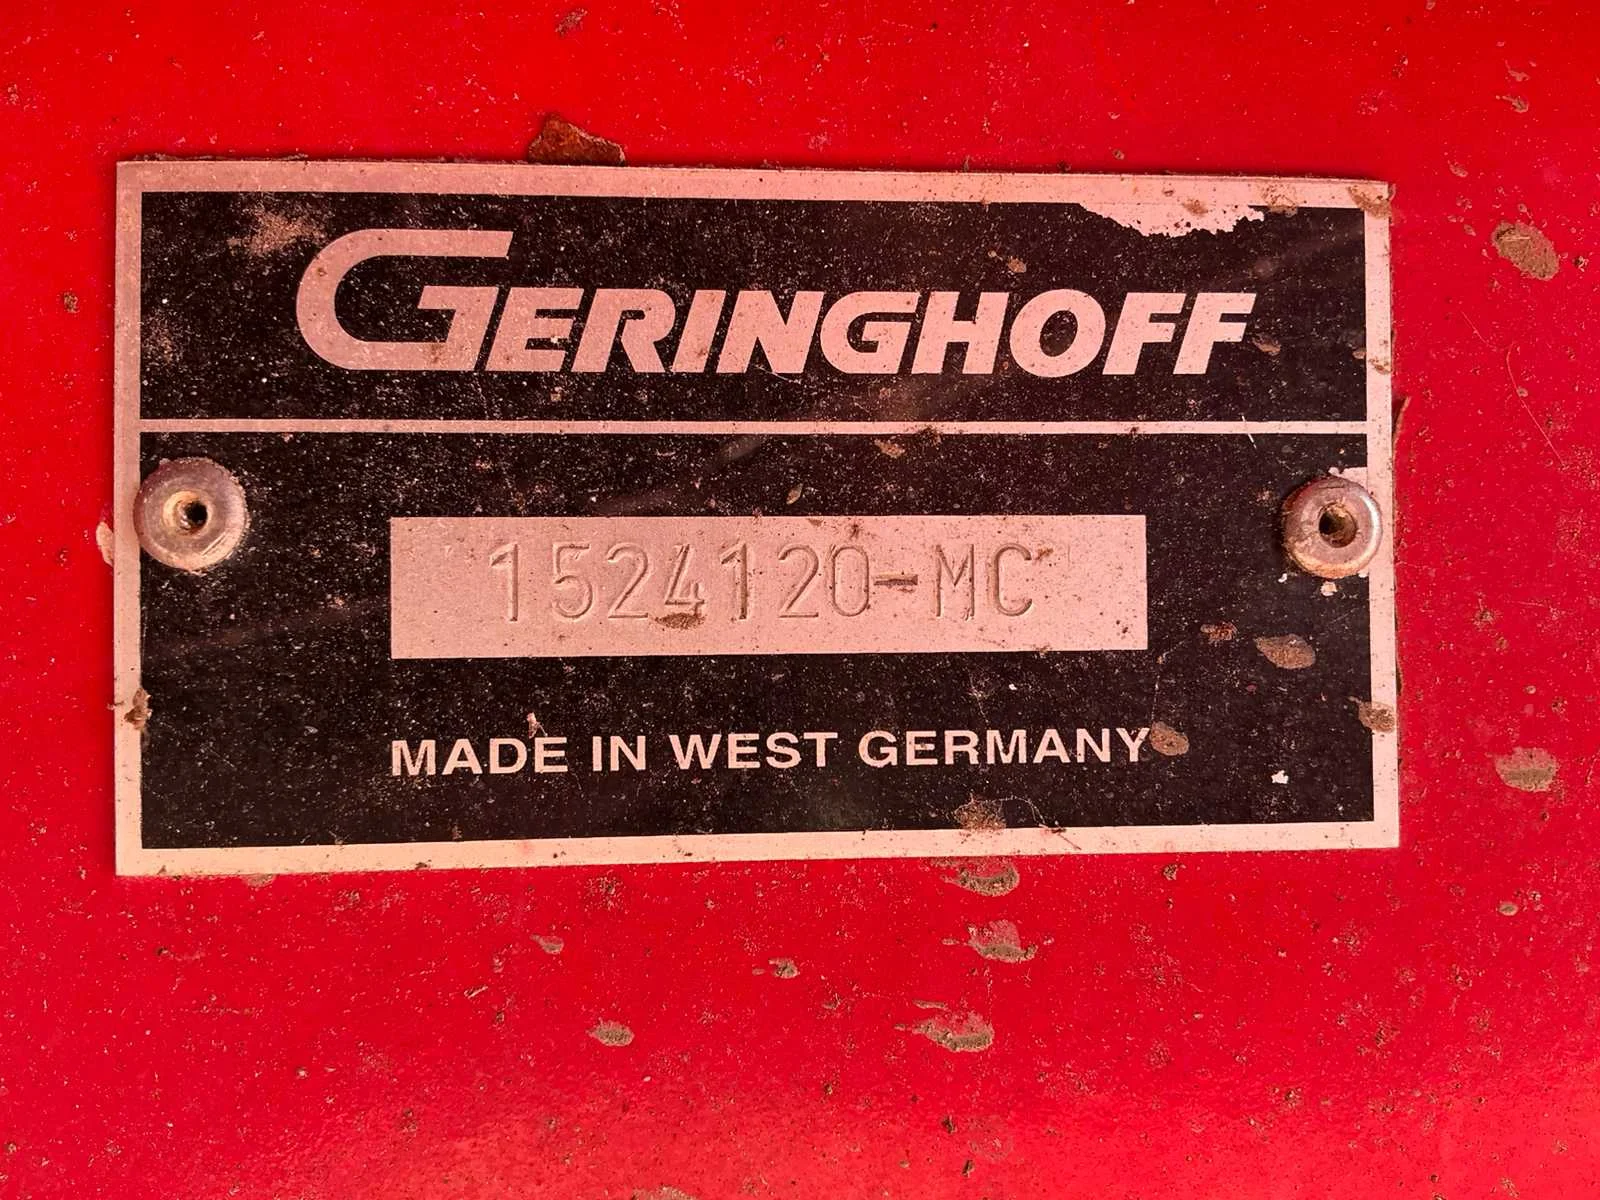 GERINGHOFF
1524120-MC
MADE IN WEST GERMANY